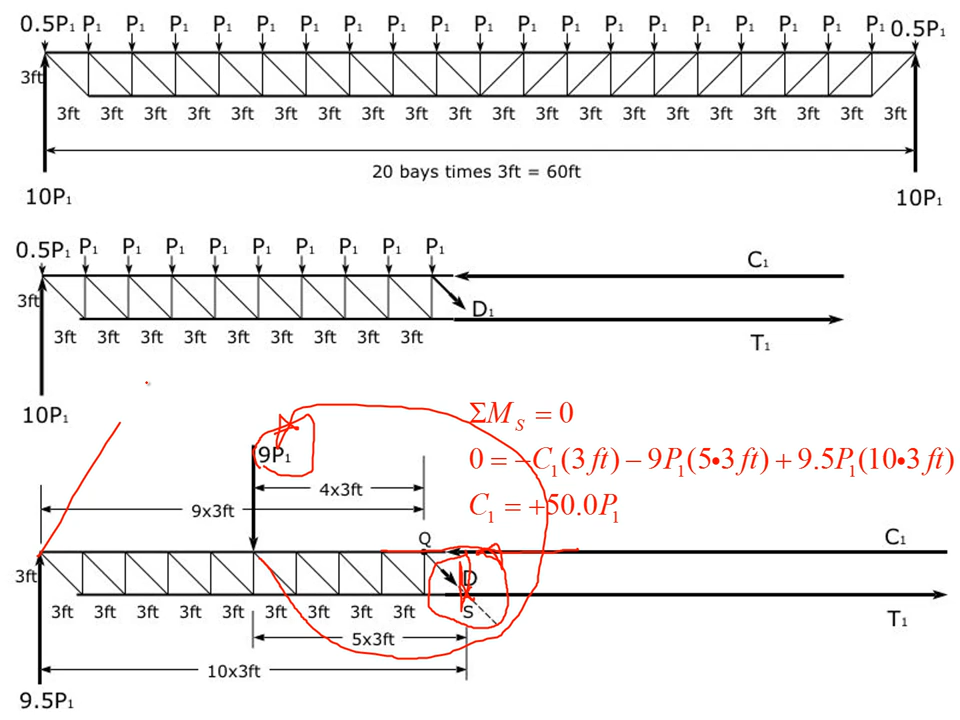 0.5P₁ P₁ P₁ P₁ P₁ P₁ P₁ P₁ P₁ P₁ P₁ P₁ P₁ P₁ P₁ P₁ P₁ P₁ P₁ P₁ 0.5P₁
3ft
3ft 3ft 3ft 3ft 3ft 3ft 3ft 3ft 3ft 3ft 3ft 3ft 3ft 3ft 3ft 3ft 3ft 3ft 3ft 3ft
20 bays times 3ft = 60ft
10P₁ 10P₁
0.5P₁ P₁ P₁ P₁ P₁ P₁ P₁ P₁ P₁ P₁
C₁
3ft
D₁
3ft 3ft 3ft 3ft 3ft 3ft 3ft 3ft 3ft
T₁
10P₁
ΣM_S = 0
9P₁
0 = -C₁(3ft) - 9P₁(5•3ft) + 9.5P₁(10•3ft)
4x3ft
9x3ft
C₁ = +50.0P₁
Q
C₁
3ft
D
3ft 3ft 3ft 3ft 3ft 3ft 3ft 3ft 3ft
S
T₁
5x3ft
10x3ft
9.5P₁